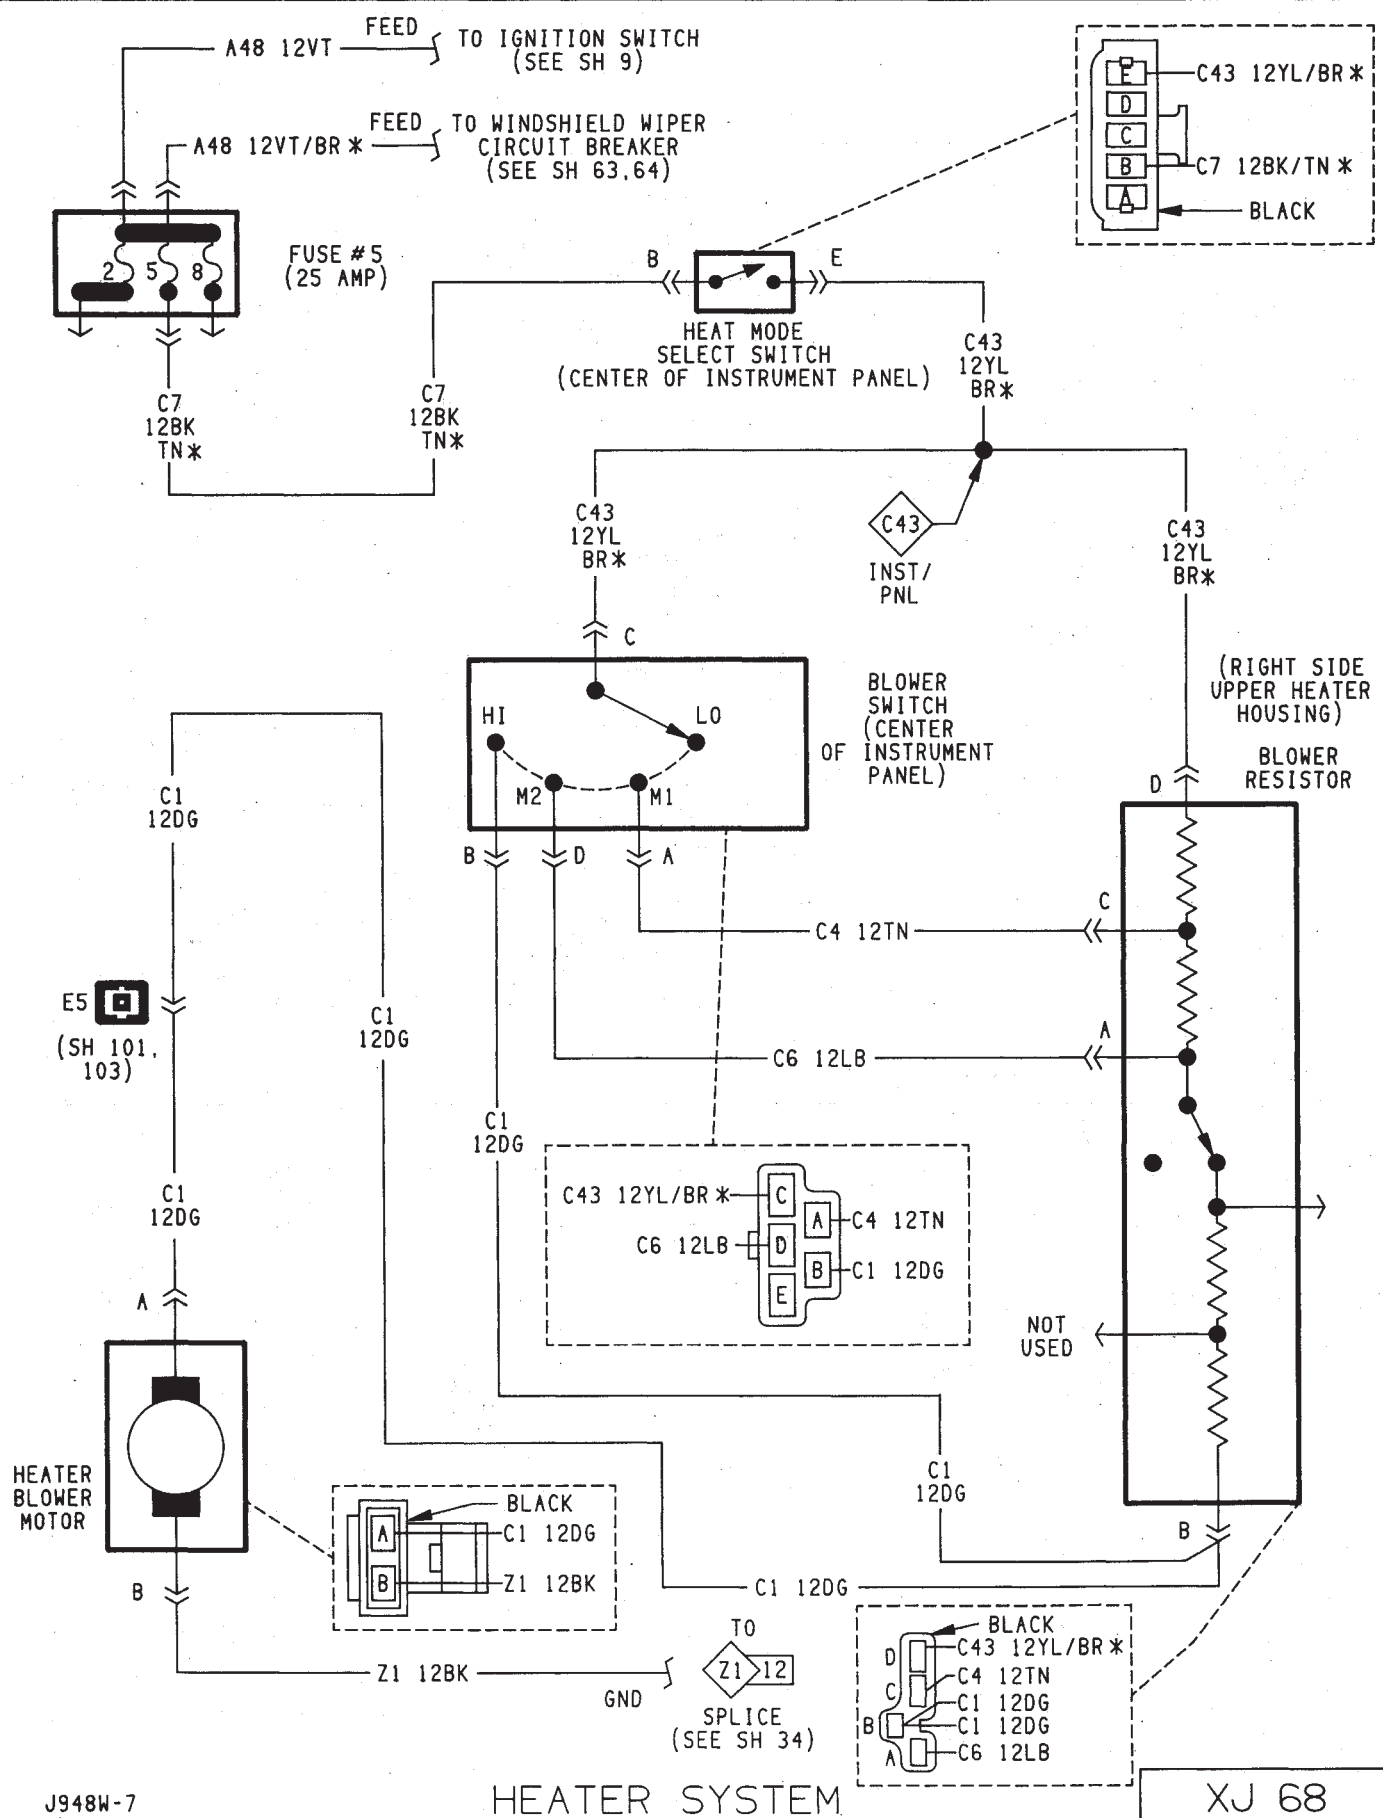 FEED
A48 12VT
TO IGNITION SWITCH
(SEE SH 9)
FEED
A48 12VT/BR*
TO WINDSHIELD WIPER
CIRCUIT BREAKER
(SEE SH 63,64)
E
D
C
B
A
C43 12YL/BR*
C7 12BK/TN*
BLACK
2
5
8
FUSE #5
(25 AMP)
B
E
HEAT MODE
SELECT SWITCH
(CENTER OF INSTRUMENT PANEL)
C43
12YL
BR*
C7
12BK
TN*
C7
12BK
TN*
C43
12YL
BR*
C43
INST/
PNL
C43
12YL
BR*
C
BLOWER
SWITCH
(CENTER
OF INSTRUMENT
PANEL)
HI
LO
M2
M1
(RIGHT SIDE
UPPER HEATER
HOUSING)
BLOWER
RESISTOR
D
C1
12DG
B
D
A
C4 12TN
C
E5
(SH 101,
103)
C1
12DG
C6 12LB
A
C1
12DG
C1
12DG
C43 12YL/BR*
C6 12LB
C
A
D
B
E
C4 12TN
C1 12DG
A
NOT
USED
HEATER
BLOWER
MOTOR
C1
12DG
B
BLACK
A
C1 12DG
B
Z1 12BK
B
C1 12DG
Z1 12BK
GND
TO
Z1
12
SPLICE
(SEE SH 34)
BLACK
D
C43 12YL/BR*
C
C4 12TN
C1 12DG
B
C1 12DG
A
C6 12LB
J948W-7
HEATER SYSTEM
XJ 68